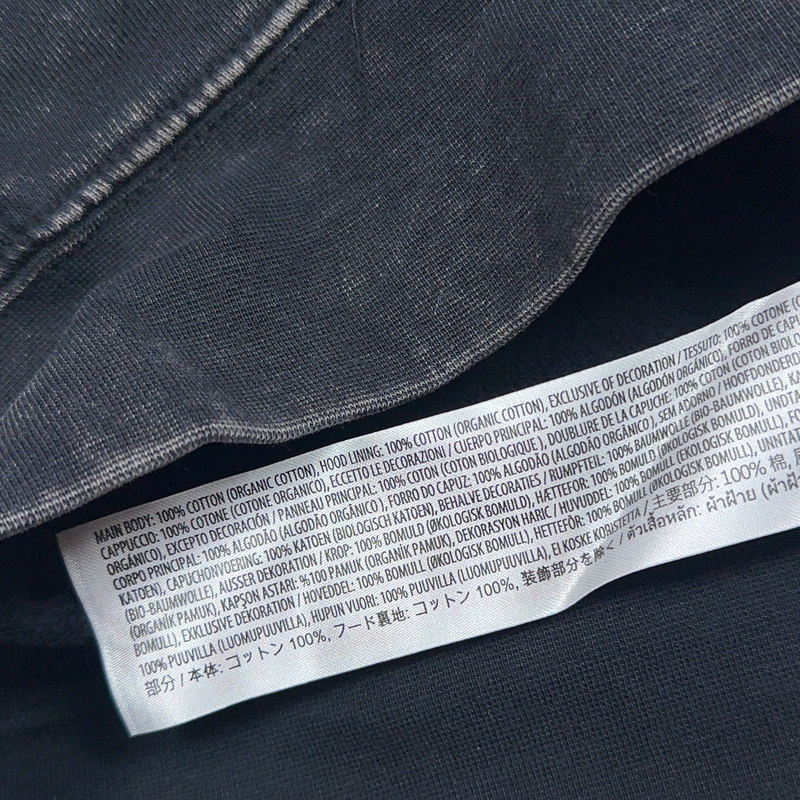 MAIN BODY: 100% COTTON (ORGANIC COTTON), HOOD LINING: 100% COTTON (ORGANIC COTTON), EXCLUSIVE OF DECORATION / TESSUTO: 100% COTONE (
CAPPUCCIO: 100% COTONE (COTONE ORGANICO), ECCETTO LE DECORAZIONI / CUERPO PRINCIPAL: 100% ALGODÓN (ALGODÓN ORGÁNICO), FORRO DE CAP
ORGÁNICO), EXCEPTO DECORACIÓN / PANNEAU PRINCIPAL: 100% COTON (COTON BIOLOGIQUE), DOUBLURE DE LA CAPUCHE: 100% COTON (COTON BIOLO
CORPO PRINCIPAL: 100% ALGODÃO (ALGODÃO ORGÂNICO), FORRO DO CAPUZ: 100% ALGODÃO (ALGODÃO ORGÂNICO), SEM ADORNO / HOOFDONDERD
KATOEN), CAPUCHONVOERING: 100% KATOEN (BIOLOGISCH KATOEN), BEHALVE DECORATIES / RUMPFTEIL: 100% BAUMWOLLE (BIO-BAUMWOLLE), KA
(BIO-BAUMWOLLE), AUSSER DEKORATION / KROP: 100% BOMULD (ØKOLOGISK BOMULD), HÆTTEFOR: 100% BOMULD (ØKOLOGISK BOMULD), UNDTA
(ORGANİK PAMUK), KAPŞON ASTARI: %100 PAMUK (ORGANİK PAMUK), DEKORASYON HARIC / HUVUDDEL: 100% BOMULL (EKOLOGISK BOMULL), FO
BOMULL), EXKLUSIVE DEKORATION / HOVEDDEL: 100% BOMULL (ØKOLOGISK BOMULL), HETTEFÔR: 100% BOMULL (ØKOLOGISK BOMULL), UNNTAT
100% PUUVILLA (LUOMUPUUVILLA), HUPUN VUORI: 100% PUUVILLA (LUOMUPUUVILLA), EI KOSKE KORISTETTA / 主要部分: 100% 棉,
部分 / 本体: コットン 100%, フード裏地: コットン 100%, 装飾部分を除く / ตัวเสื้อหลัก: ผ้าฝ้าย